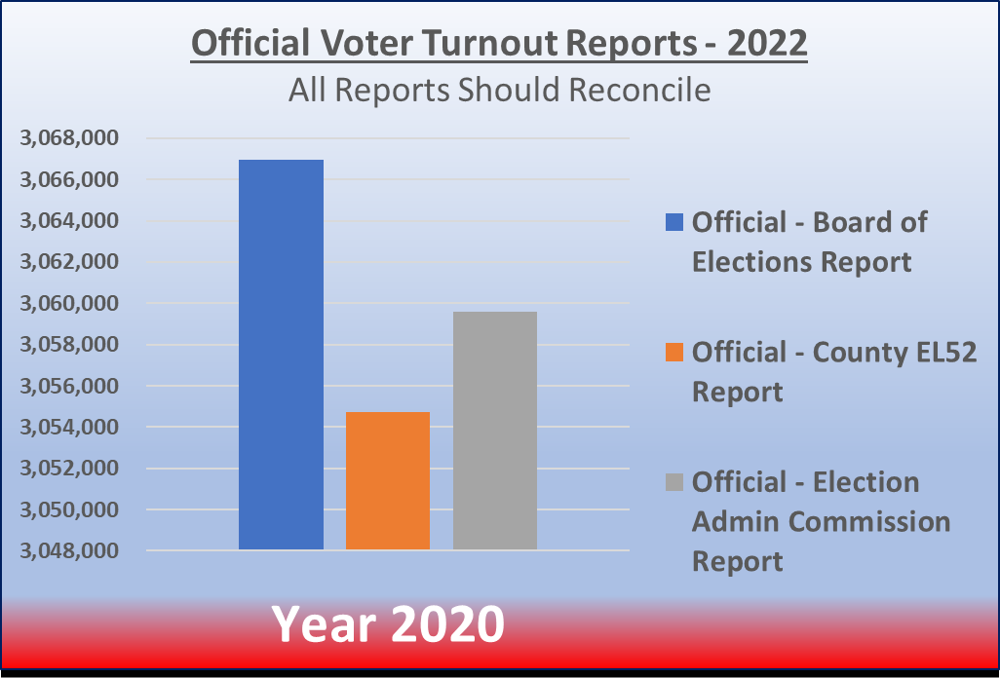 Official Voter Turnout Reports - 2022
All Reports Should Reconcile
3,068,000
3,066,000
3,064,000
3,062,000
3,060,000
3,058,000
3,056,000
3,054,000
3,052,000
3,050,000
3,048,000
Official - Board of
Elections Report
Official - County EL52
Report
Official - Election
Admin Commission
Report
Year 2020